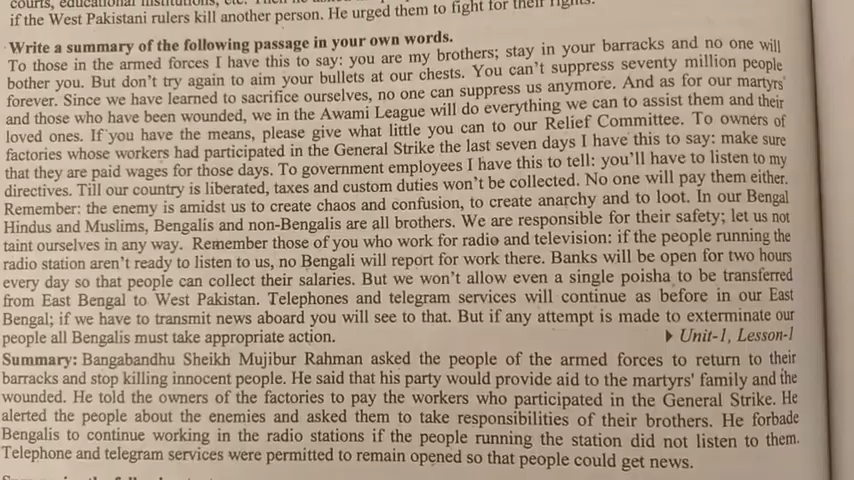 courts, educational institutions, etc. Then he asked
if the West Pakistani rulers kill another person. He urged them to fight for their rights.
Write a summary of the following passage in your own words.
To those in the armed forces I have this to say: you are my brothers; stay in your barracks and no one will
bother you. But don't try again to aim your bullets at our chests. You can't suppress seventy million people
forever. Since we have learned to sacrifice ourselves, no one can suppress us anymore. And as for our martyrs'
and those who have been wounded, we in the Awami League will do everything we can to assist them and their
loved ones. If you have the means, please give what little you can to our Relief Committee. To owners of
factories whose workers had participated in the General Strike the last seven days I have this to say: make sure
that they are paid wages for those days. To government employees I have this to tell: you'll have to listen to my
directives. Till our country is liberated, taxes and custom duties won't be collected. No one will pay them either.
Remember: the enemy is amidst us to create chaos and confusion, to create anarchy and to loot. In our Bengal
Hindus and Muslims, Bengalis and non-Bengalis are all brothers. We are responsible for their safety; let us not
taint ourselves in any way. Remember those of you who work for radio and television: if the people running the
radio station aren't ready to listen to us, no Bengali will report for work there. Banks will be open for two hours
every day so that people can collect their salaries. But we won't allow even a single poisha to be transferred
from East Bengal to West Pakistan. Telephones and telegram services will continue as before in our East
Bengal; if we have to transmit news aboard you will see to that. But if any attempt is made to exterminate our
people all Bengalis must take appropriate action. ▶ Unit-1, Lesson-1
Summary: Bangabandhu Sheikh Mujibur Rahman asked the people of the armed forces to return to their
barracks and stop killing innocent people. He said that his party would provide aid to the martyrs' family and the
wounded. He told the owners of the factories to pay the workers who participated in the General Strike. He
alerted the people about the enemies and asked them to take responsibilities of their brothers. He forbade
Bengalis to continue working in the radio stations if the people running the station did not listen to them.
Telephone and telegram services were permitted to remain opened so that people could get news.